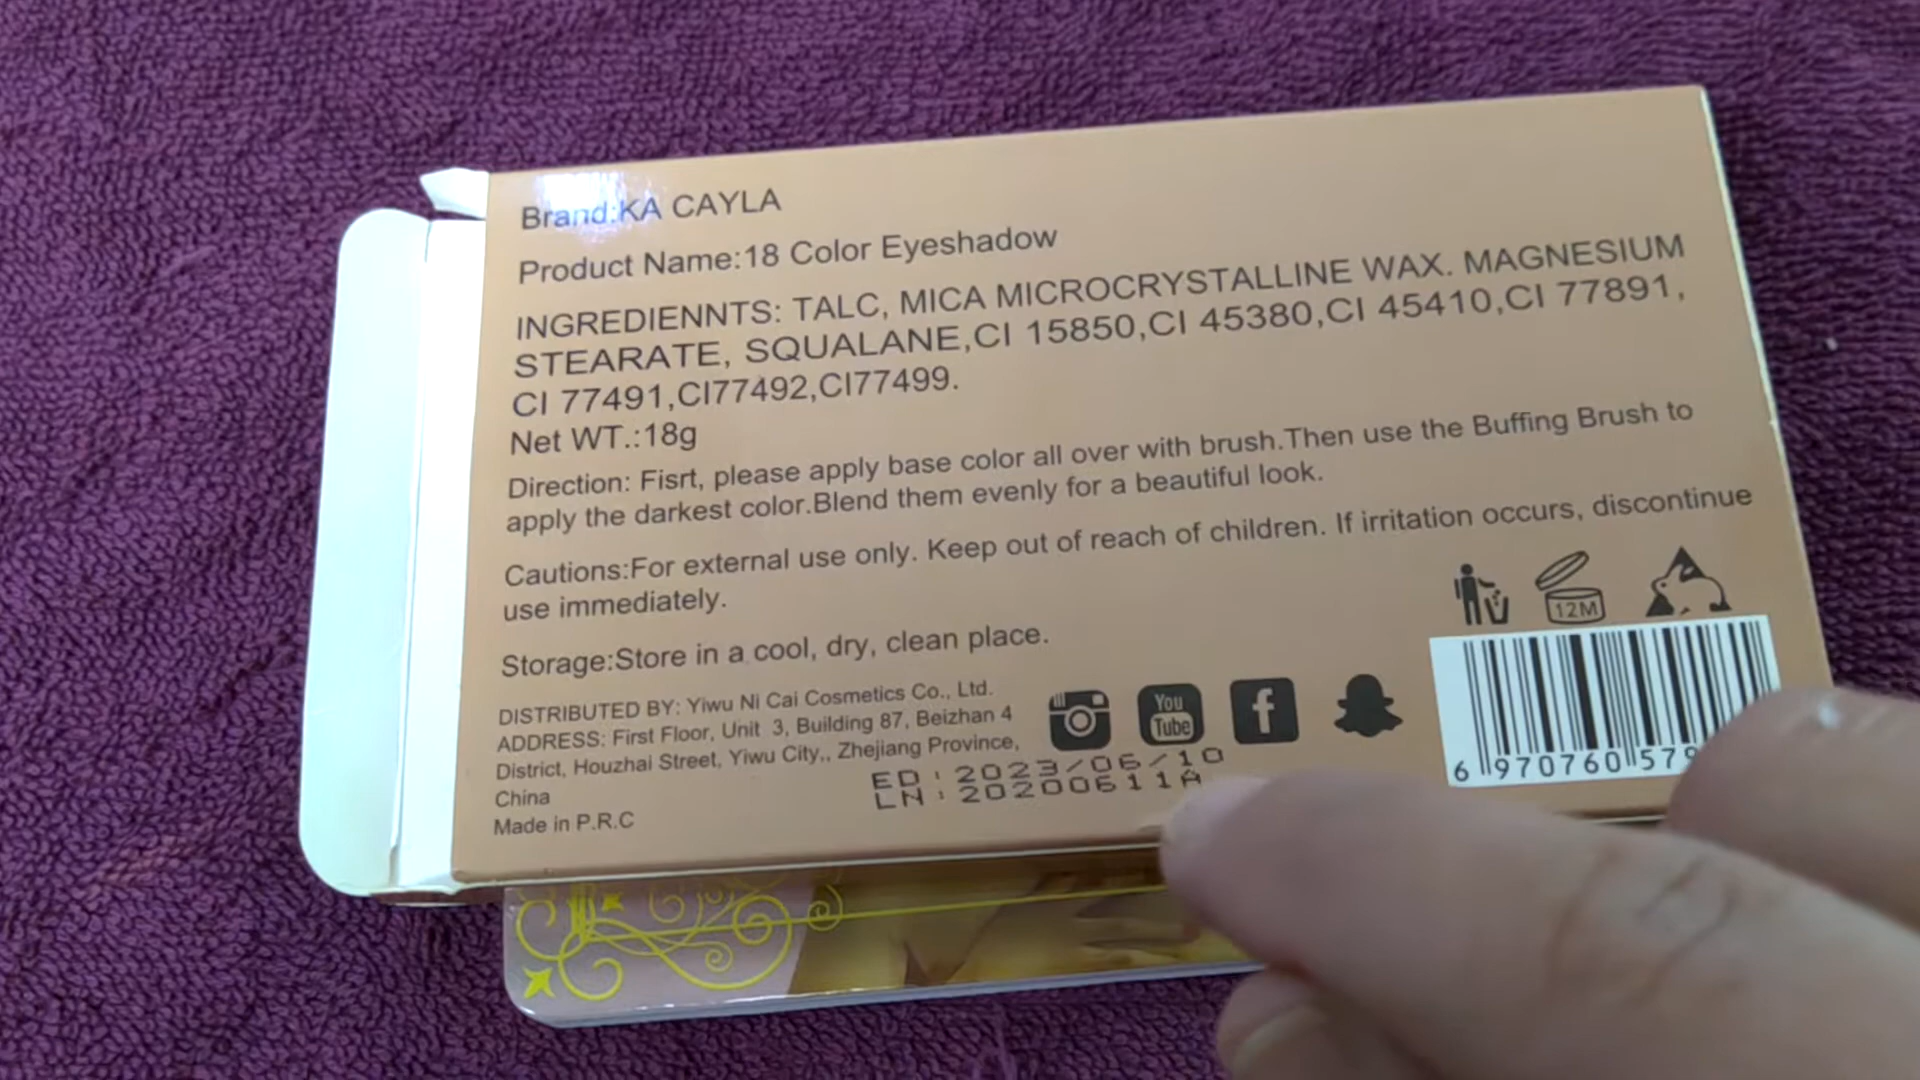 Brand:KA CAYLA
Product Name:18 Color Eyeshadow
INGREDIENNTS: TALC, MICA MICROCRYSTALLINE WAX. MAGNESIUM
STEARATE, SQUALANE,CI 15850,CI 45380,CI 45410,CI 77891,
CI 77491,CI77492,CI77499.
Net WT.:18g
Direction: Fisrt, please apply base color all over with brush.Then use the Buffing Brush to
apply the darkest color.Blend them evenly for a beautiful look.
Cautions:For external use only. Keep out of reach of children. If irritation occurs, discontinue
use immediately.
12M
Storage:Store in a cool, dry, clean place.
DISTRIBUTED BY: Yiwu Ni Cai Cosmetics Co., Ltd.
ADDRESS: First Floor, Unit 3, Building 87, Beizhan 4
District, Houzhai Street, Yiwu City,, Zhejiang Province,
China
Made in P.R.C
You
Tube
f
ED:2023/06/10
LN:20200611A
6 970760 579